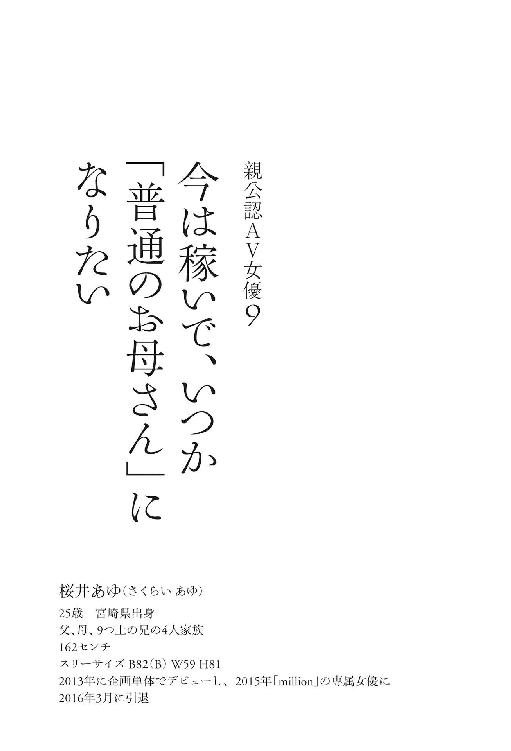 親公認AV女優9
今は稼いで、いつか
「普通のお母さん」に
なりたい
桜井あゆ（さくらい あゆ）
25歳　宮崎県出身
父、母、9つ上の兄の4人家族
162センチ
スリーサイズ B82（B） W59 H81
2013年に企画単体でデビューし、2015年「million」の専属女優に
2016年3月に引退